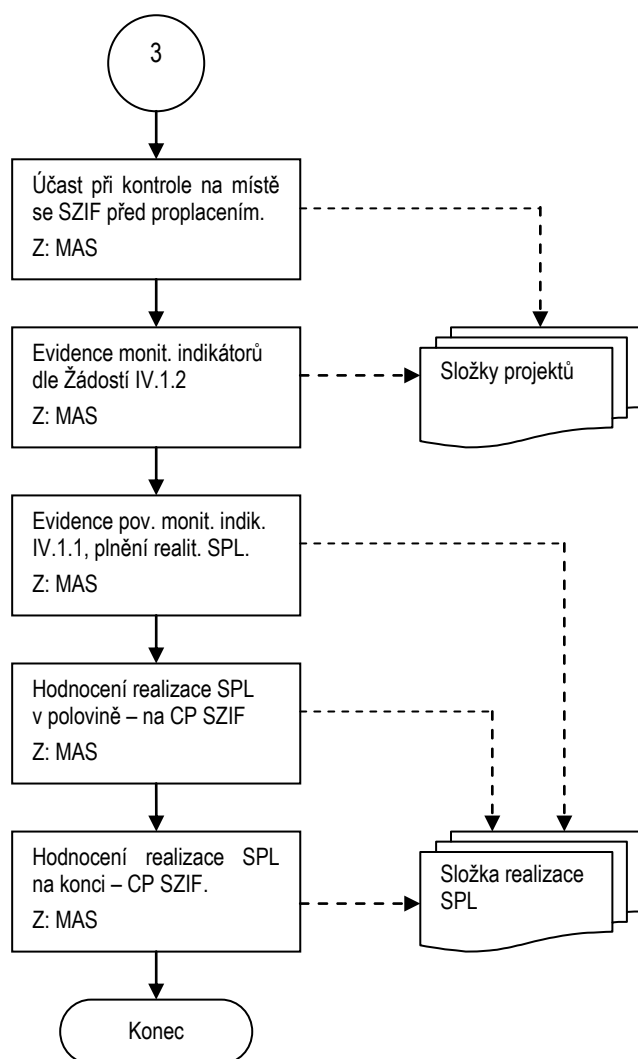 3
Účast při kontrole na místě
se SZIF před proplacením.
Z: MAS
Evidence monit. indikátorů
dle Žádostí IV.1.2
Z: MAS
Složky projektů
Evidence pov. monit. indik.
IV.1.1, plnění realit. SPL.
Z: MAS
Hodnocení realizace SPL
v polovině – na CP SZIF
Z: MAS
Hodnocení realizace SPL
na konci – CP SZIF.
Z: MAS
Složka realizace
SPL
Konec